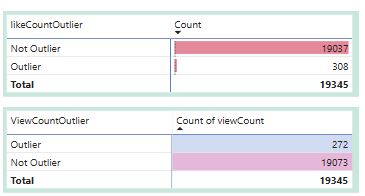 likeCountOutlier Count
Not Outlier 19037
Outlier 308
Total 19345
ViewCountOutlier Count of viewCount
Outlier 272
Not Outlier 19073
Total 19345